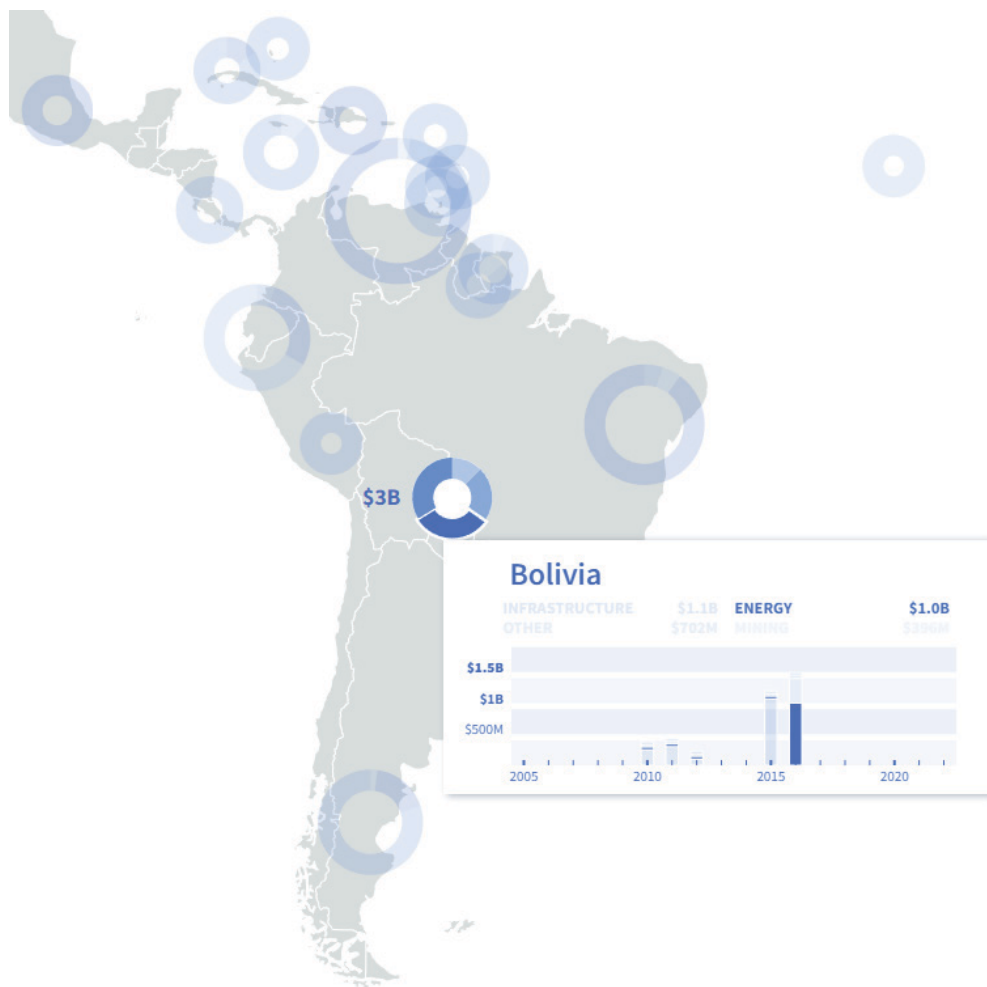 $3B
Bolivia
INFRASTRUCTURE $1.1B ENERGY $1.0B
OTHER $702M MINING $396M
$1.5B
$1B
$500M
2005 2010 2015 2020